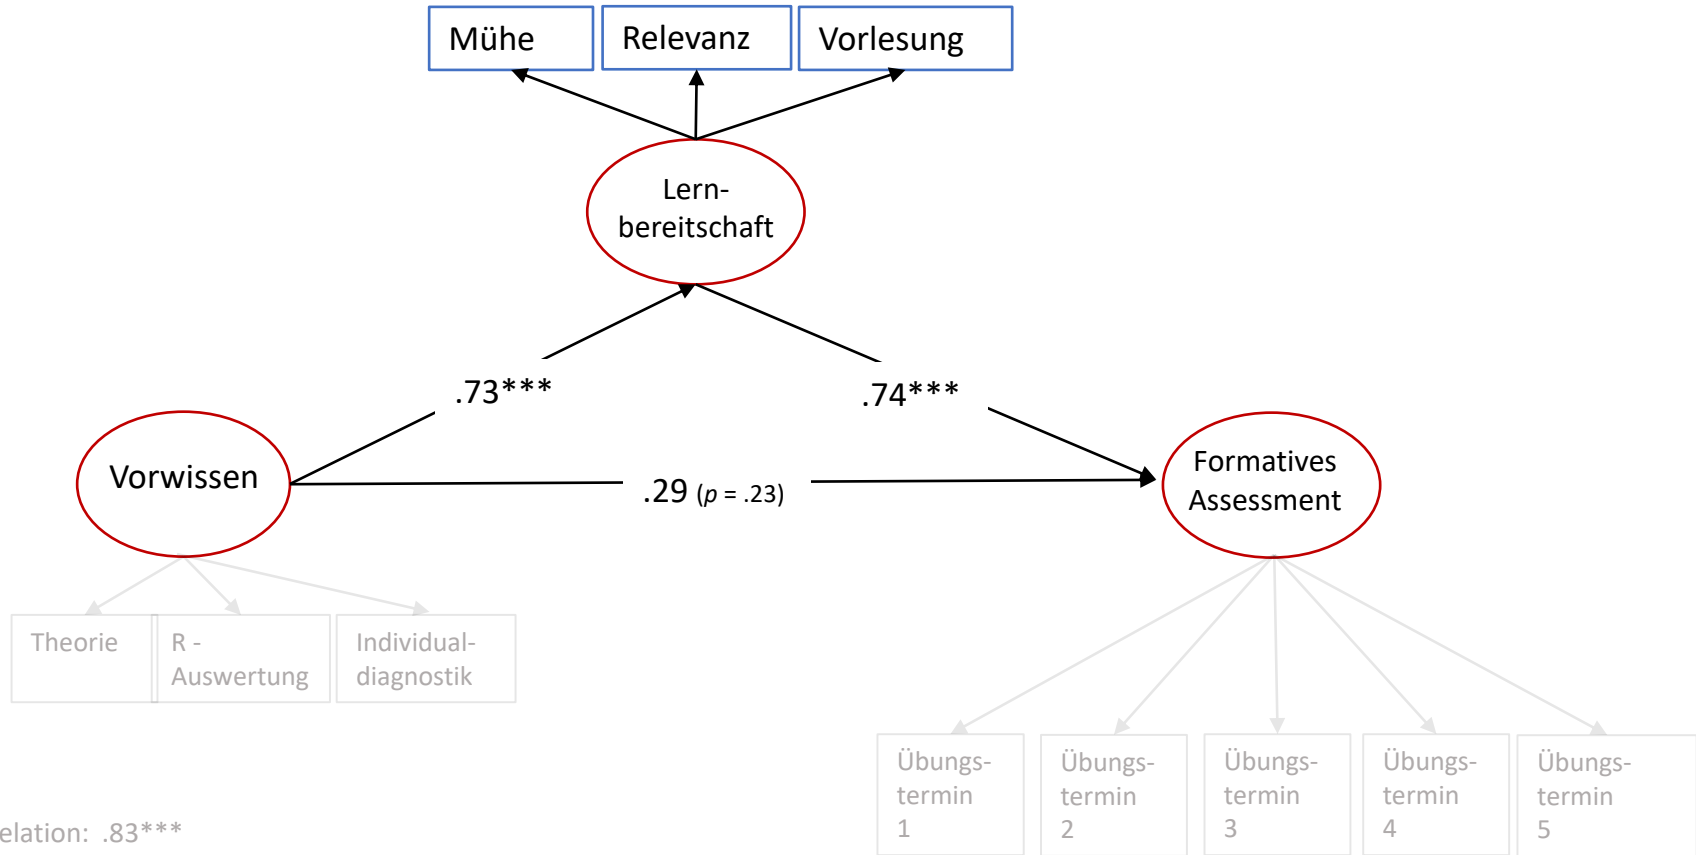 Mühe
Relevanz
Vorlesung
Lern-
bereitschaft
.73***
.74***
Vorwissen
.29 (p = .23)
Formatives
Assessment
Theorie
R -
Auswertung
Individual-
diagnostik
Übungs-
termin
1
Übungs-
termin
2
Übungs-
termin
3
Übungs-
termin
4
Übungs-
termin
5
elation: .83***